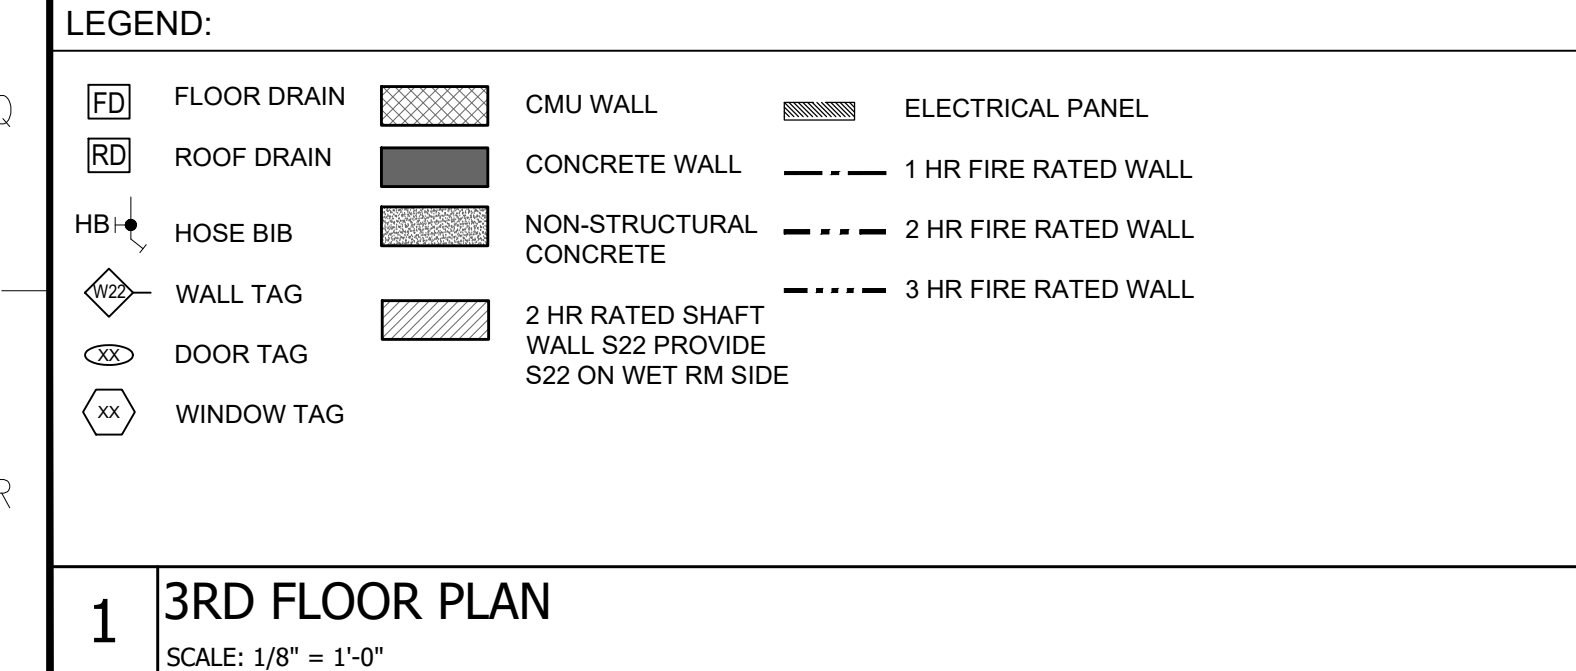 LEGEND:
FD FLOOR DRAIN
RD ROOF DRAIN
HB HOSE BIB
W22 WALL TAG
XX DOOR TAG
XX WINDOW TAG
CMU WALL
CONCRETE WALL
NON-STRUCTURAL
CONCRETE
2 HR RATED SHAFT
WALL S22 PROVIDE
S22 ON WET RM SIDE
ELECTRICAL PANEL
1 HR FIRE RATED WALL
2 HR FIRE RATED WALL
3 HR FIRE RATED WALL
Q
R
1 3RD FLOOR PLAN
SCALE: 1/8" = 1'-0"